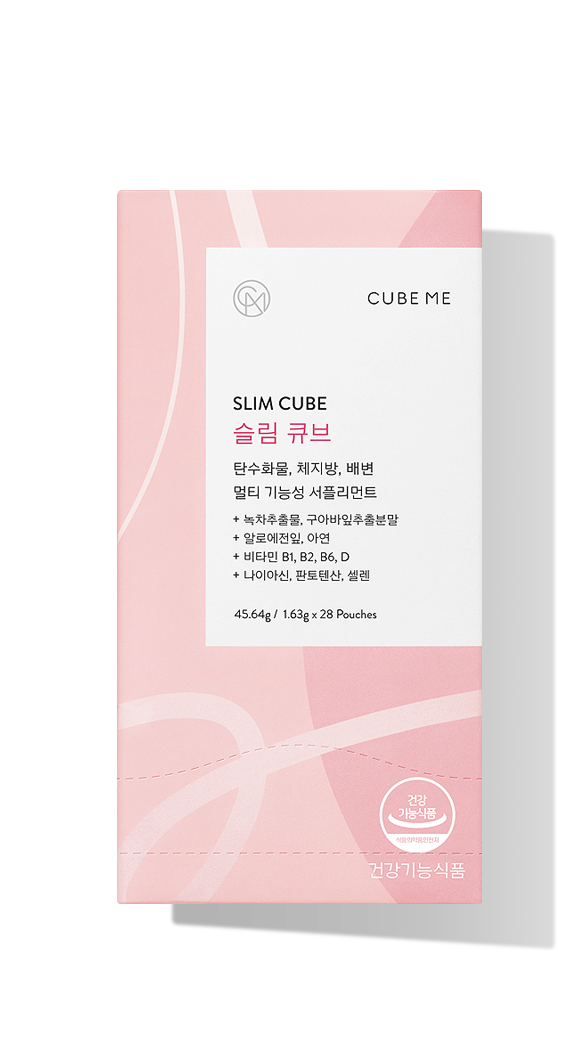 CM
CUBE ME
SLIM CUBE
슬림 큐브
탄수화물, 체지방, 배변
멀티 기능성 서플리먼트
+ 녹차추출물, 구아바잎추출분말
+ 알로에전잎, 아연
+ 비타민 B1, B2, B6, D
+ 나이아신, 판토텐산, 셀렌
45.64g / 1.63g x 28 Pouches
건강
기능식품
식품의약품안전처
건강기능식품